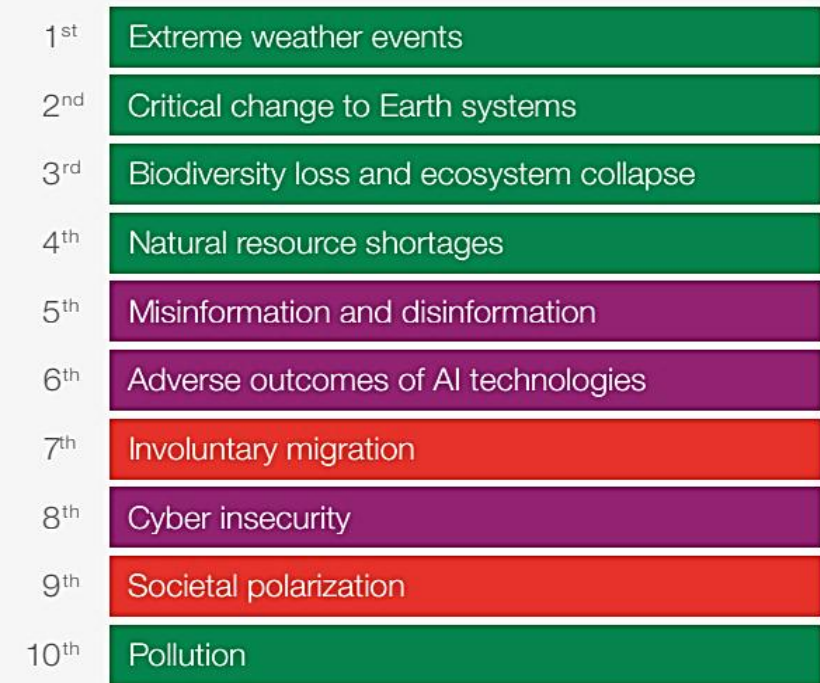 1st Extreme weather events
2nd Critical change to Earth systems
3rd Biodiversity loss and ecosystem collapse
4th Natural resource shortages
5th Misinformation and disinformation
6th Adverse outcomes of AI technologies
7th Involuntary migration
8th Cyber insecurity
9th Societal polarization
10th Pollution